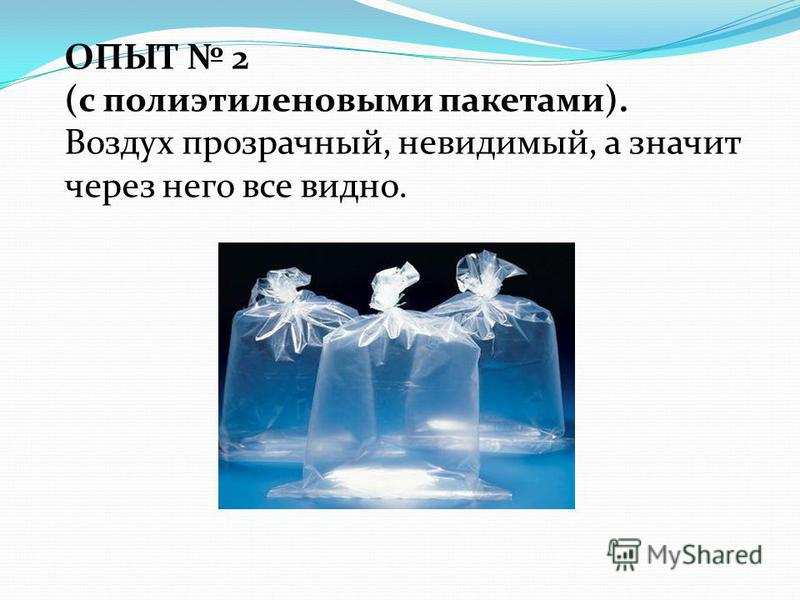 ОПЫТ № 2
(с полиэтиленовыми пакетами).
Воздух прозрачный, невидимый, а значит
через него все видно.
MyShared